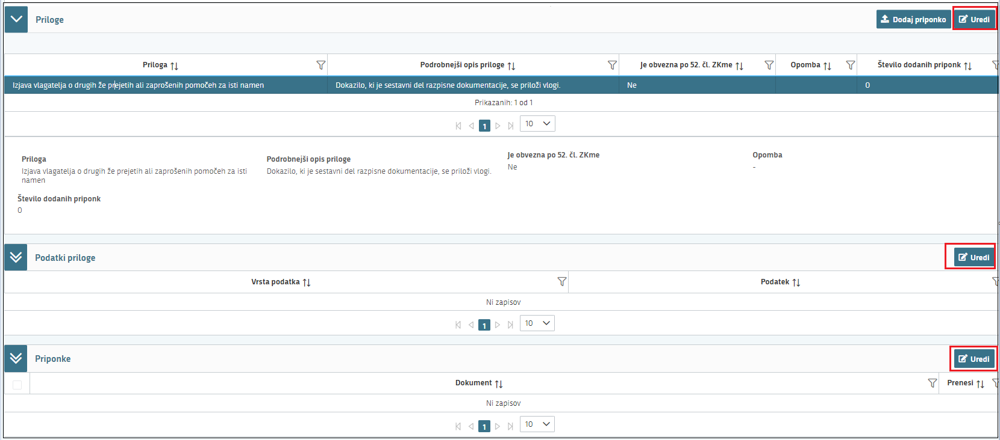 Priloge
Dodaj priponko
Uredi
Priloga
Podrobnejši opis priloge
Je obvezna po 52. čl. ZKme
Opomba
Število dodanih priponk
Izjava vlagatelja o drugih že prejetih ali zaprošenih pomočeh za isti namen
Dokazilo, ki je sestavni del razpisne dokumentacije, se priloži vlogi.
Ne
0
Prikazanih: 1 od 1
1
10
Priloga
Izjava vlagatelja o drugih že prejetih ali zaprošenih pomočeh za isti
namen
Podrobnejši opis priloge
Dokazilo, ki je sestavni del razpisne dokumentacije, se priloži vlogi.
Je obvezna po 52. čl. ZKme
Ne
Opomba
-
Število dodanih priponk
0
Podatki priloge
Uredi
Vrsta podatka
Podatek
Ni zapisov
1
10
Priponke
Uredi
Dokument
Prenesi
Ni zapisov
1
10